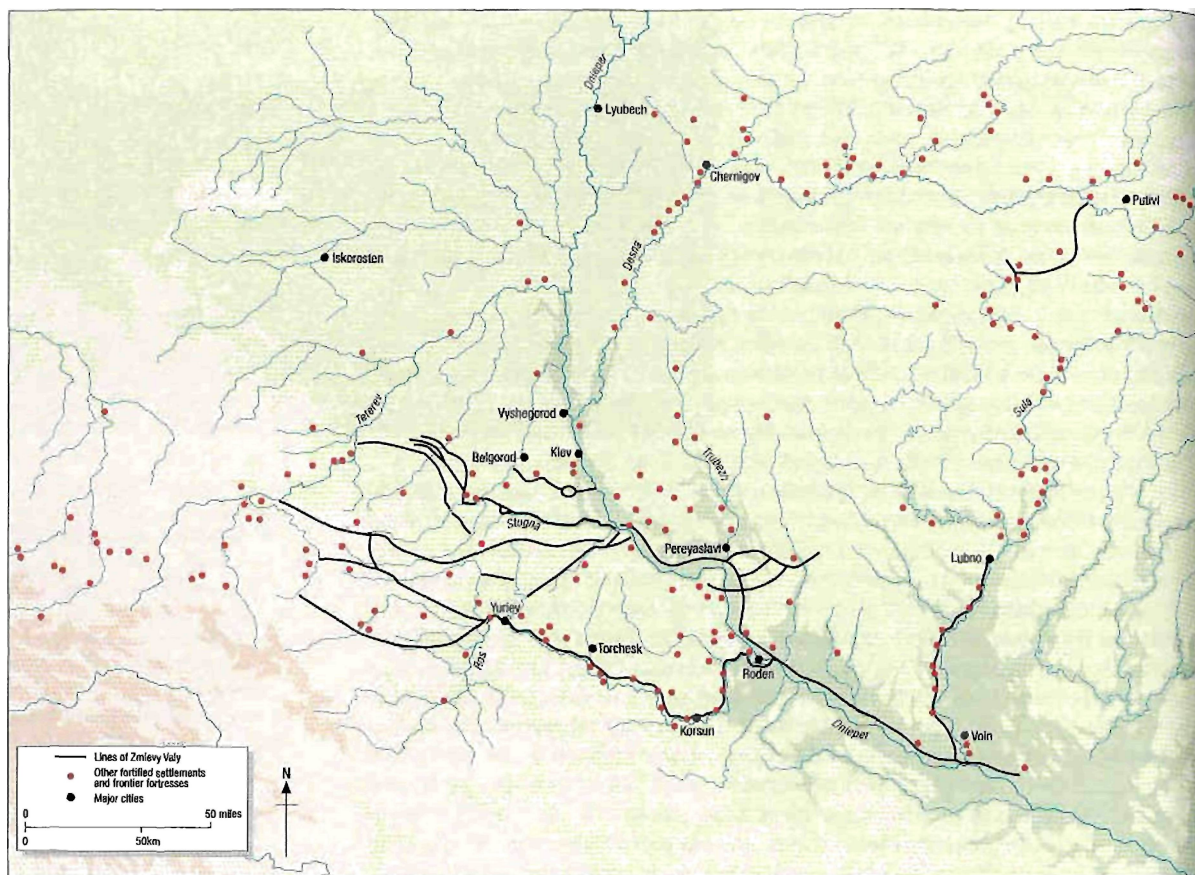 Dnieper
Lyubech
Chernigov
Putivl
Iskorosten
Desna
Teterev
Vyshegorod
Sula
Belgorod
Kiev
Trubezh
Stugna
Pereyaslavl
Lubno
Yuriev
Torchesk
Ros'
Roden
Korsun
Dnieper
Voin
Lines of Zmievy Valy
Other fortified settlements
and frontier fortresses
Major cities
N
0 50 miles
0 50km